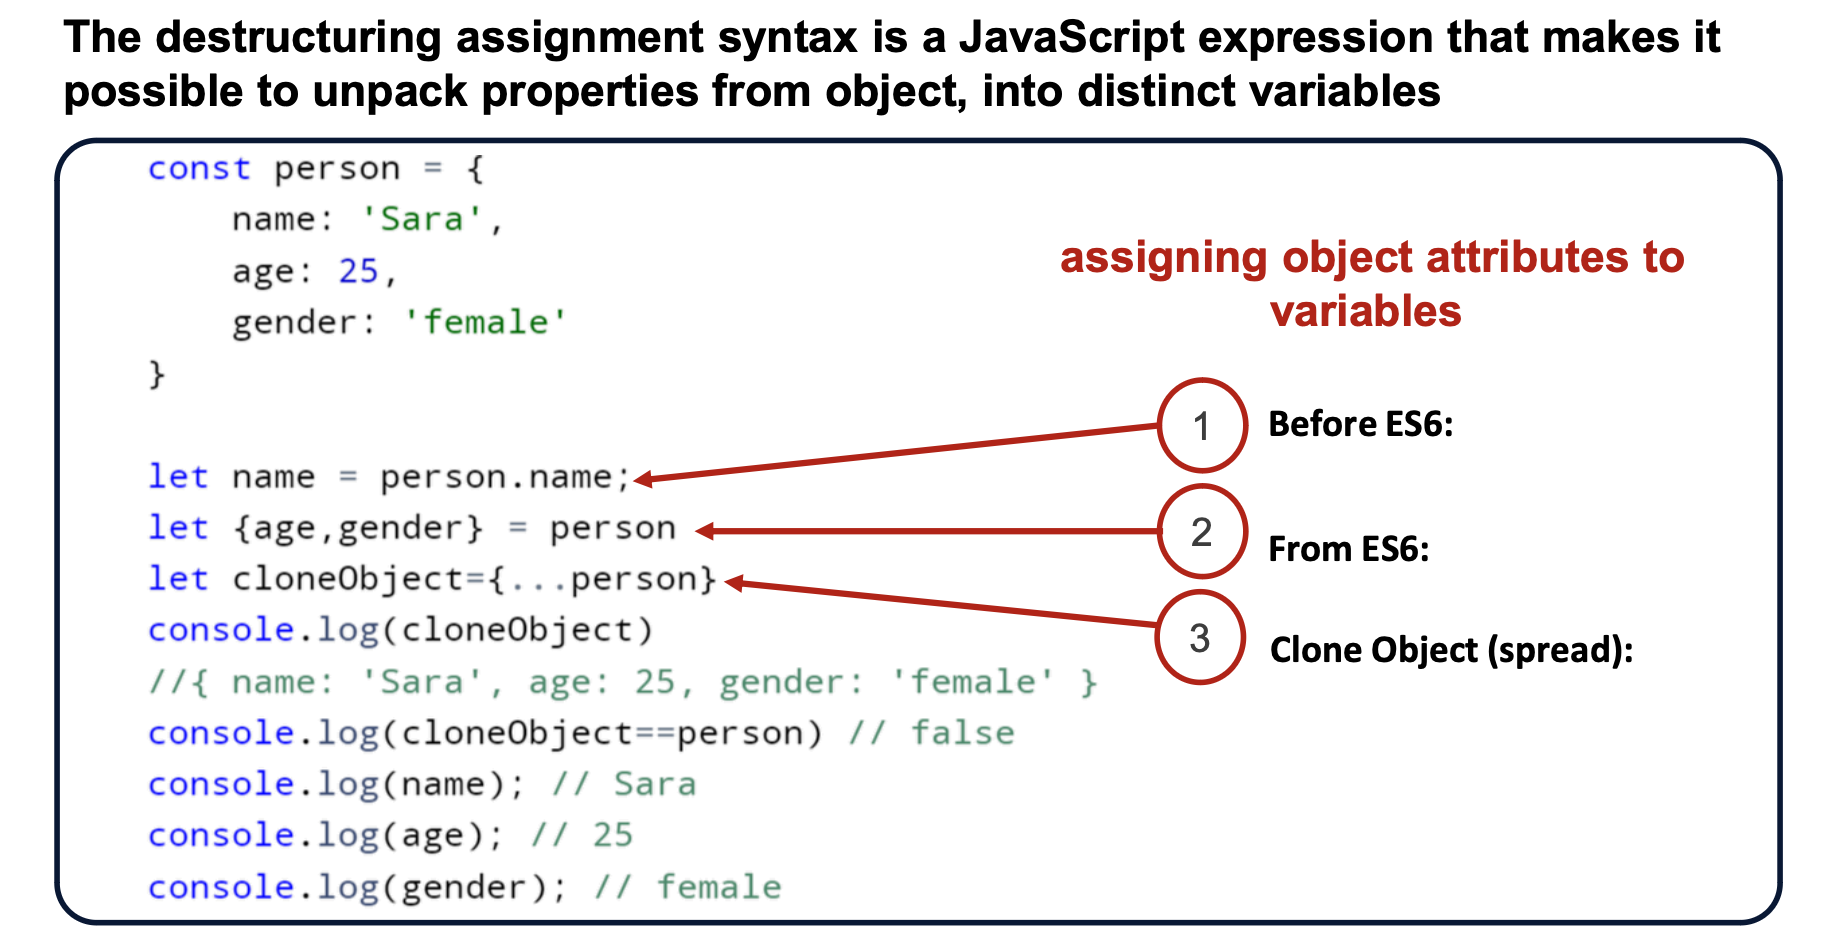 The destructuring assignment syntax is a JavaScript expression that makes it
possible to unpack properties from object, into distinct variables
const person = {
    name: 'Sara',
    age: 25,
    gender: 'female'
}
assigning object attributes to
variables
let name = person.name;
let {age,gender} = person
let cloneObject={...person}
console.log(cloneObject)
//{ name: 'Sara', age: 25, gender: 'female' }
console.log(cloneObject==person) // false
console.log(name); // Sara
console.log(age); // 25
console.log(gender); // female
1 Before ES6:
2 From ES6:
3 Clone Object (spread):